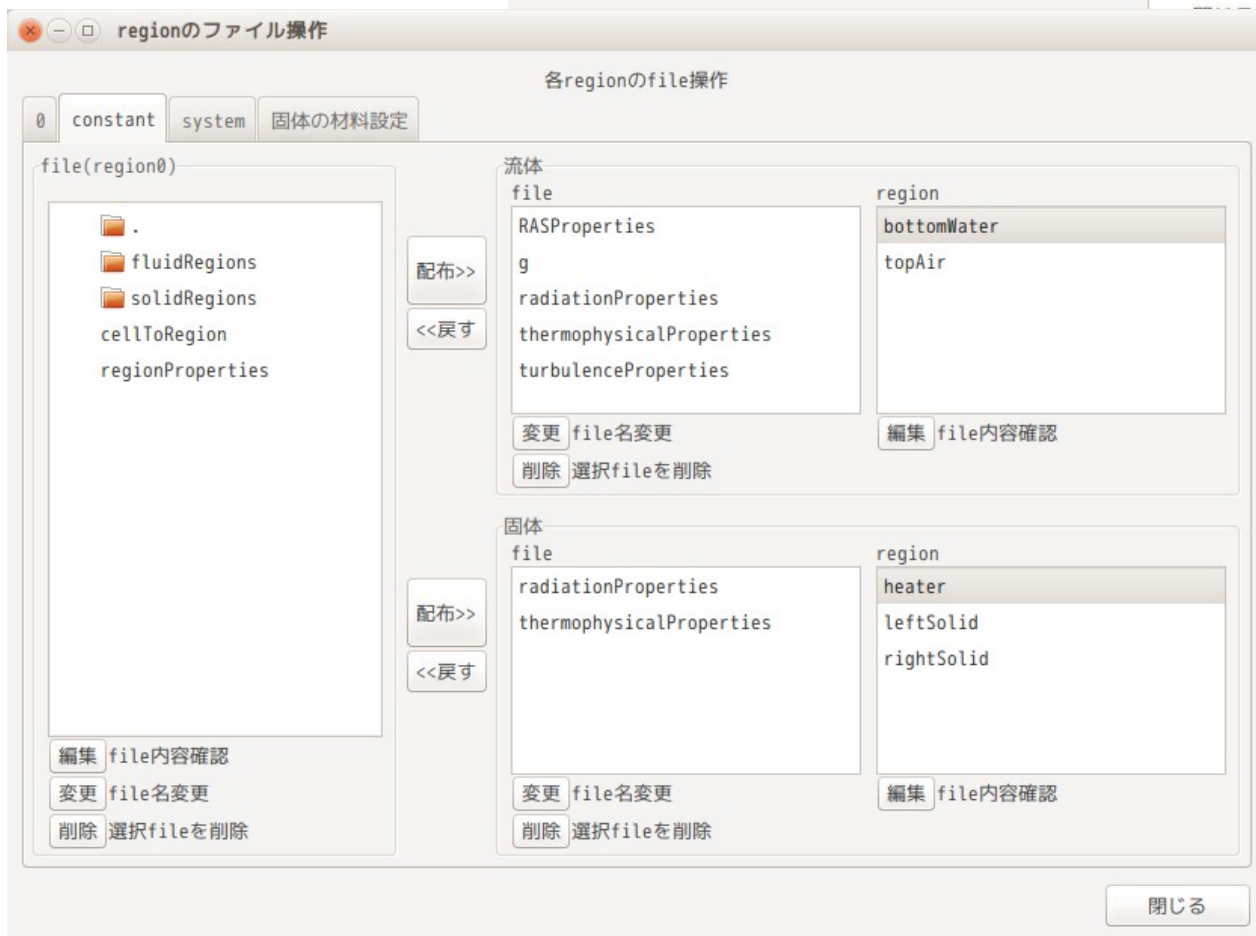 regionのファイル操作
各regionのfile操作
0 constant system 固体の材料設定
file(region0)
.
fluidRegions
solidRegions
cellToRegion
regionProperties
編集 file内容確認
変更 file名変更
削除 選択fileを削除
配布>>
<<戻す
流体
file
RASProperties
g
radiationProperties
thermophysicalProperties
turbulenceProperties
変更 file名変更
削除 選択fileを削除
region
bottomWater
topAir
編集 file内容確認
配布>>
<<戻す
固体
file
radiationProperties
thermophysicalProperties
変更 file名変更
削除 選択fileを削除
region
heater
leftSolid
rightSolid
編集 file内容確認
閉じる